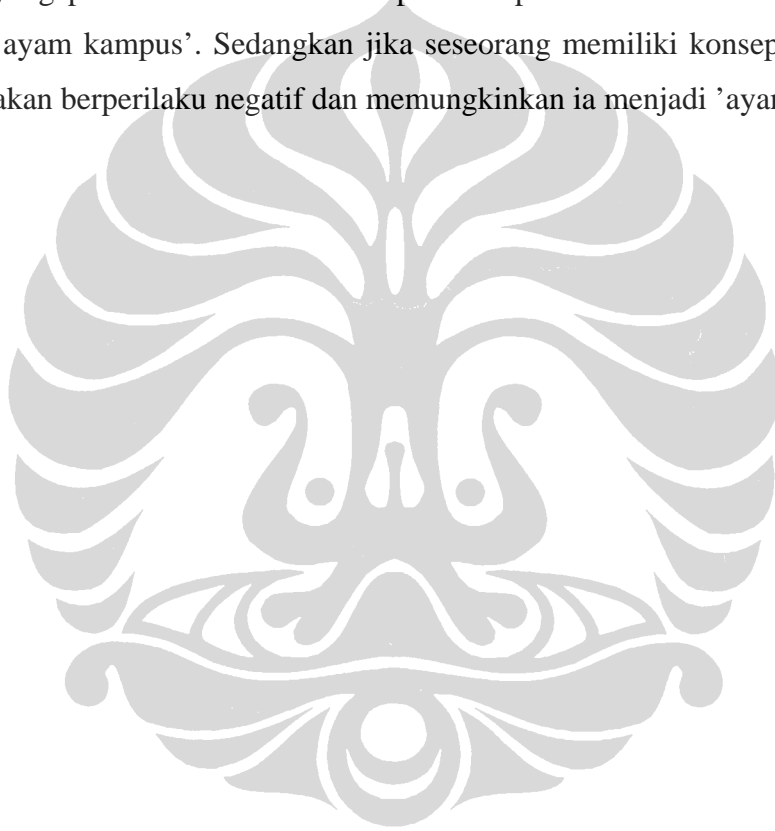 ayam kampus’. Sedangkan jika seseorang memiliki konsep
akan berperilaku negatif dan memungkinkan ia menjadi ’ayam